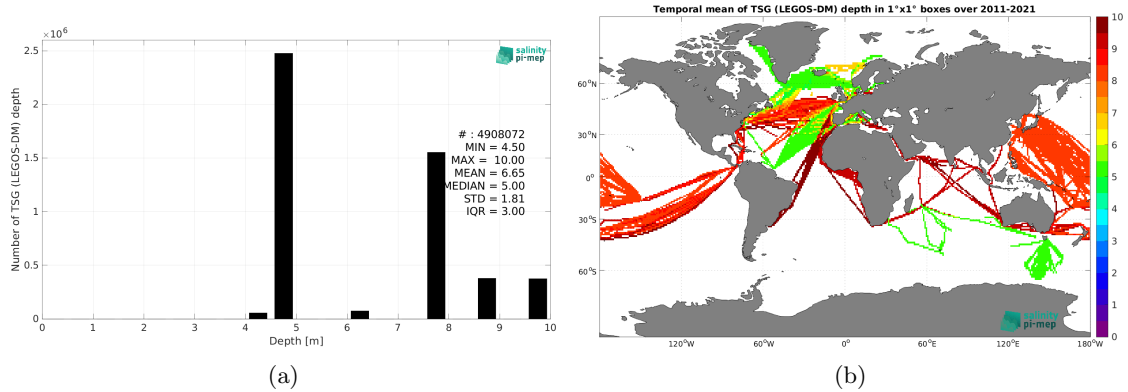 Number of TSG (LEGOS-DM) depth
×10⁶
2.5
2
1.5
1
0.5
0
0 1 2 3 4 5 6 7 8 9 10
Depth [m]
salinity
pi-mep
# : 4908072
MIN = 4.50
MAX = 10.00
MEAN = 6.65
MEDIAN = 5.00
STD = 1.81
IQR = 3.00
(a)
Temporal mean of TSG (LEGOS-DM) depth in 1°x1° boxes over 2011-2021
60°N
30°N
0°
30°S
60°S
120°W 60°W 0° 60°E 120°E 180°W
salinity
pi-mep
10
9
8
7
6
5
4
3
2
1
0
(b)